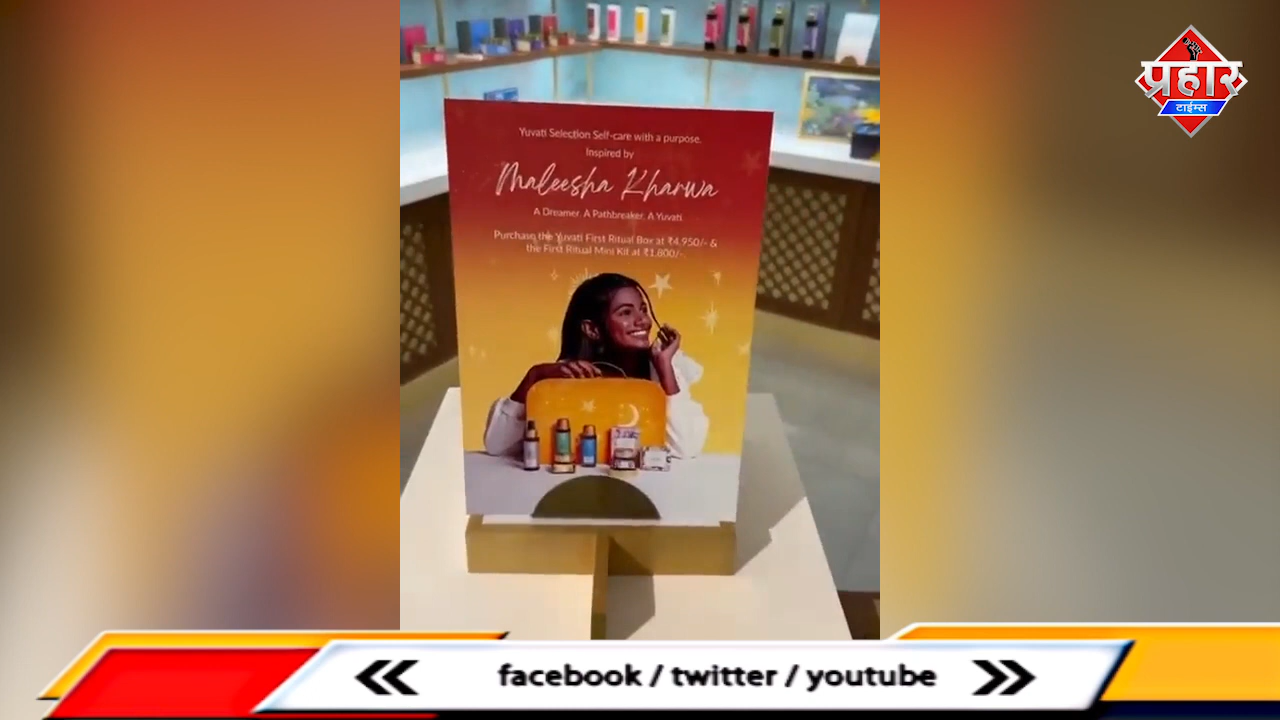 प्रहार
टाईम्स
Yuvati Selection Self-care with a purpose.
Inspired by
Maleesha Kharwa
A Dreamer. A Pathbreaker. A Yuvati
Purchase the Yuvati First Ritual Box at ₹4,950/- &
the First Ritual Mini Kit at ₹1,800/-
facebook / twitter / youtube